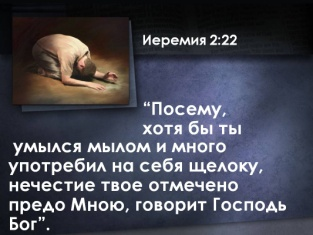 Иеремия 2:22
“Посему,
хотя бы ты
умылся мылом и много
употребил на себя щелоку,
нечестие твое отмечено
предо Мною, говорит Господь
Бог”.